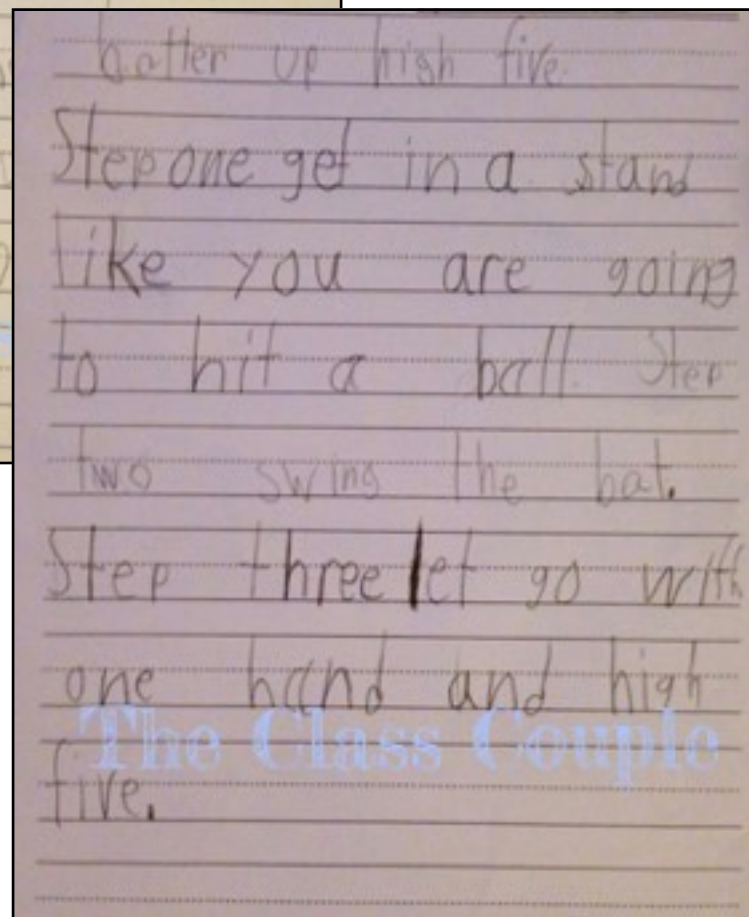 batter up high five.
Step one get in a stand
like you are going
to hit a ball. Step
two swing the bat.
Step three let go with
one hand and high
The Class Couple
five.